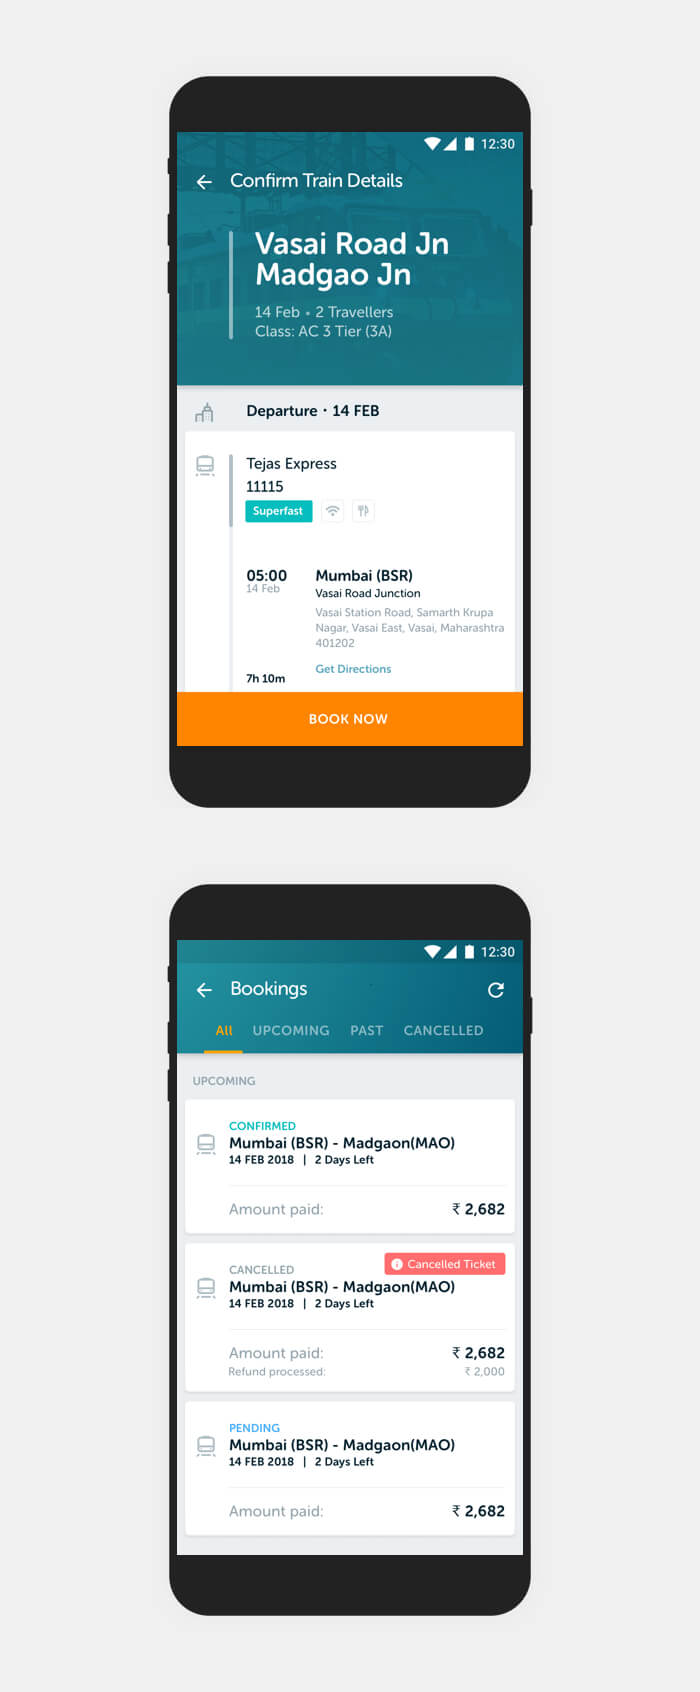 12:30
Confirm Train Details
Vasai Road Jn
Madgao Jn
14 Feb • 2 Travellers
Class: AC 3 Tier (3A)
Departure · 14 FEB
Tejas Express
11115
Superfast
05:00 Mumbai (BSR)
14 Feb Vasai Road Junction
Vasai Station Road, Samarth Krupa
Nagar, Vasai East, Vasai, Maharashtra
401202
Get Directions
7h 10m
BOOK NOW
12:30
Bookings
All UPCOMING PAST CANCELLED
UPCOMING
CONFIRMED
Mumbai (BSR) - Madgaon(MAO)
14 FEB 2018 | 2 Days Left
Amount paid: ₹ 2,682
CANCELLED Cancelled Ticket
Mumbai (BSR) - Madgaon(MAO)
14 FEB 2018 | 2 Days Left
Amount paid: ₹ 2,682
Refund processed: ₹ 2,000
PENDING
Mumbai (BSR) - Madgaon(MAO)
14 FEB 2018 | 2 Days Left
Amount paid: ₹ 2,682